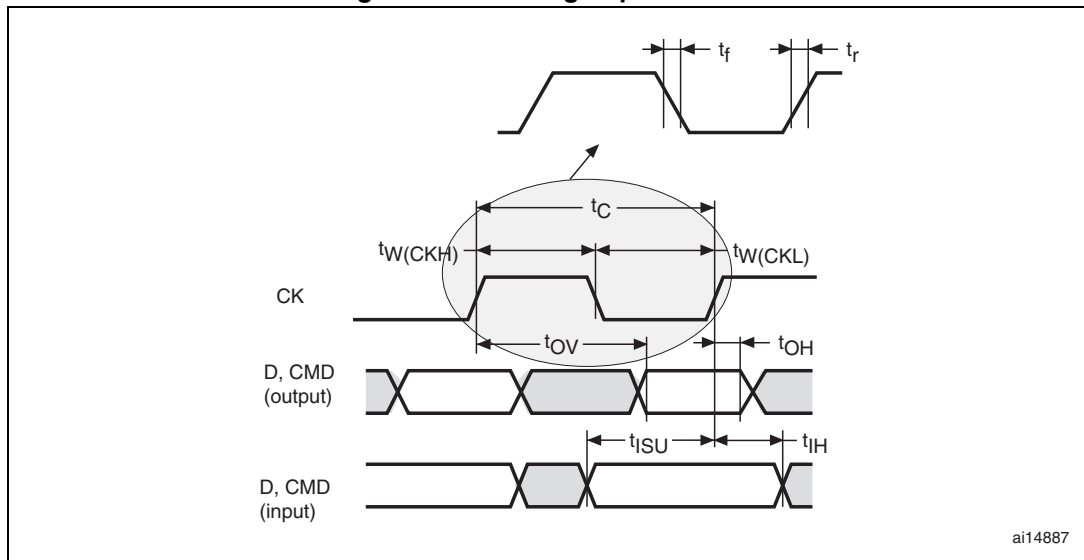 tf
tr
tC
tW(CKH)
tW(CKL)
CK
tOV
tOH
D, CMD
(output)
tISU
tIH
D, CMD
(input)
ai14887